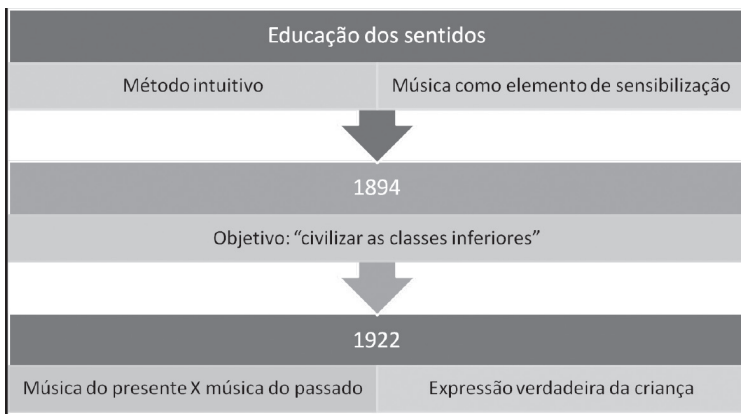 Educação dos sentidos
Método intuitivo
Música como elemento de sensibilização
1894
Objetivo: “civilizar as classes inferiores”
1922
Música do presente X música do passado
Expressão verdadeira da criança